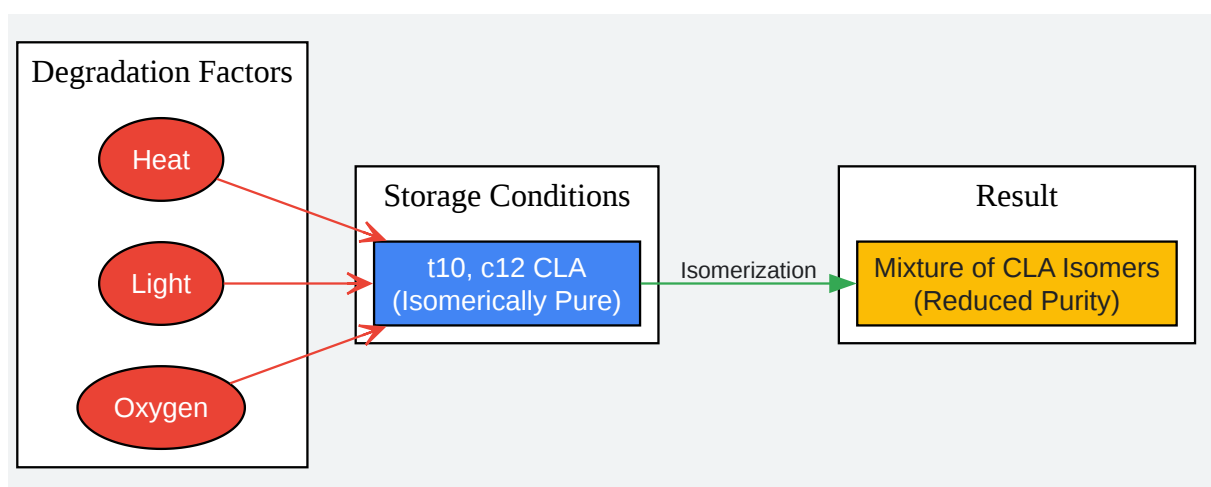 Degradation Factors
Heat
Light
Oxygen
Storage Conditions
t10, c12 CLA
(Isomerically Pure)
Isomerization
Result
Mixture of CLA Isomers
(Reduced Purity)